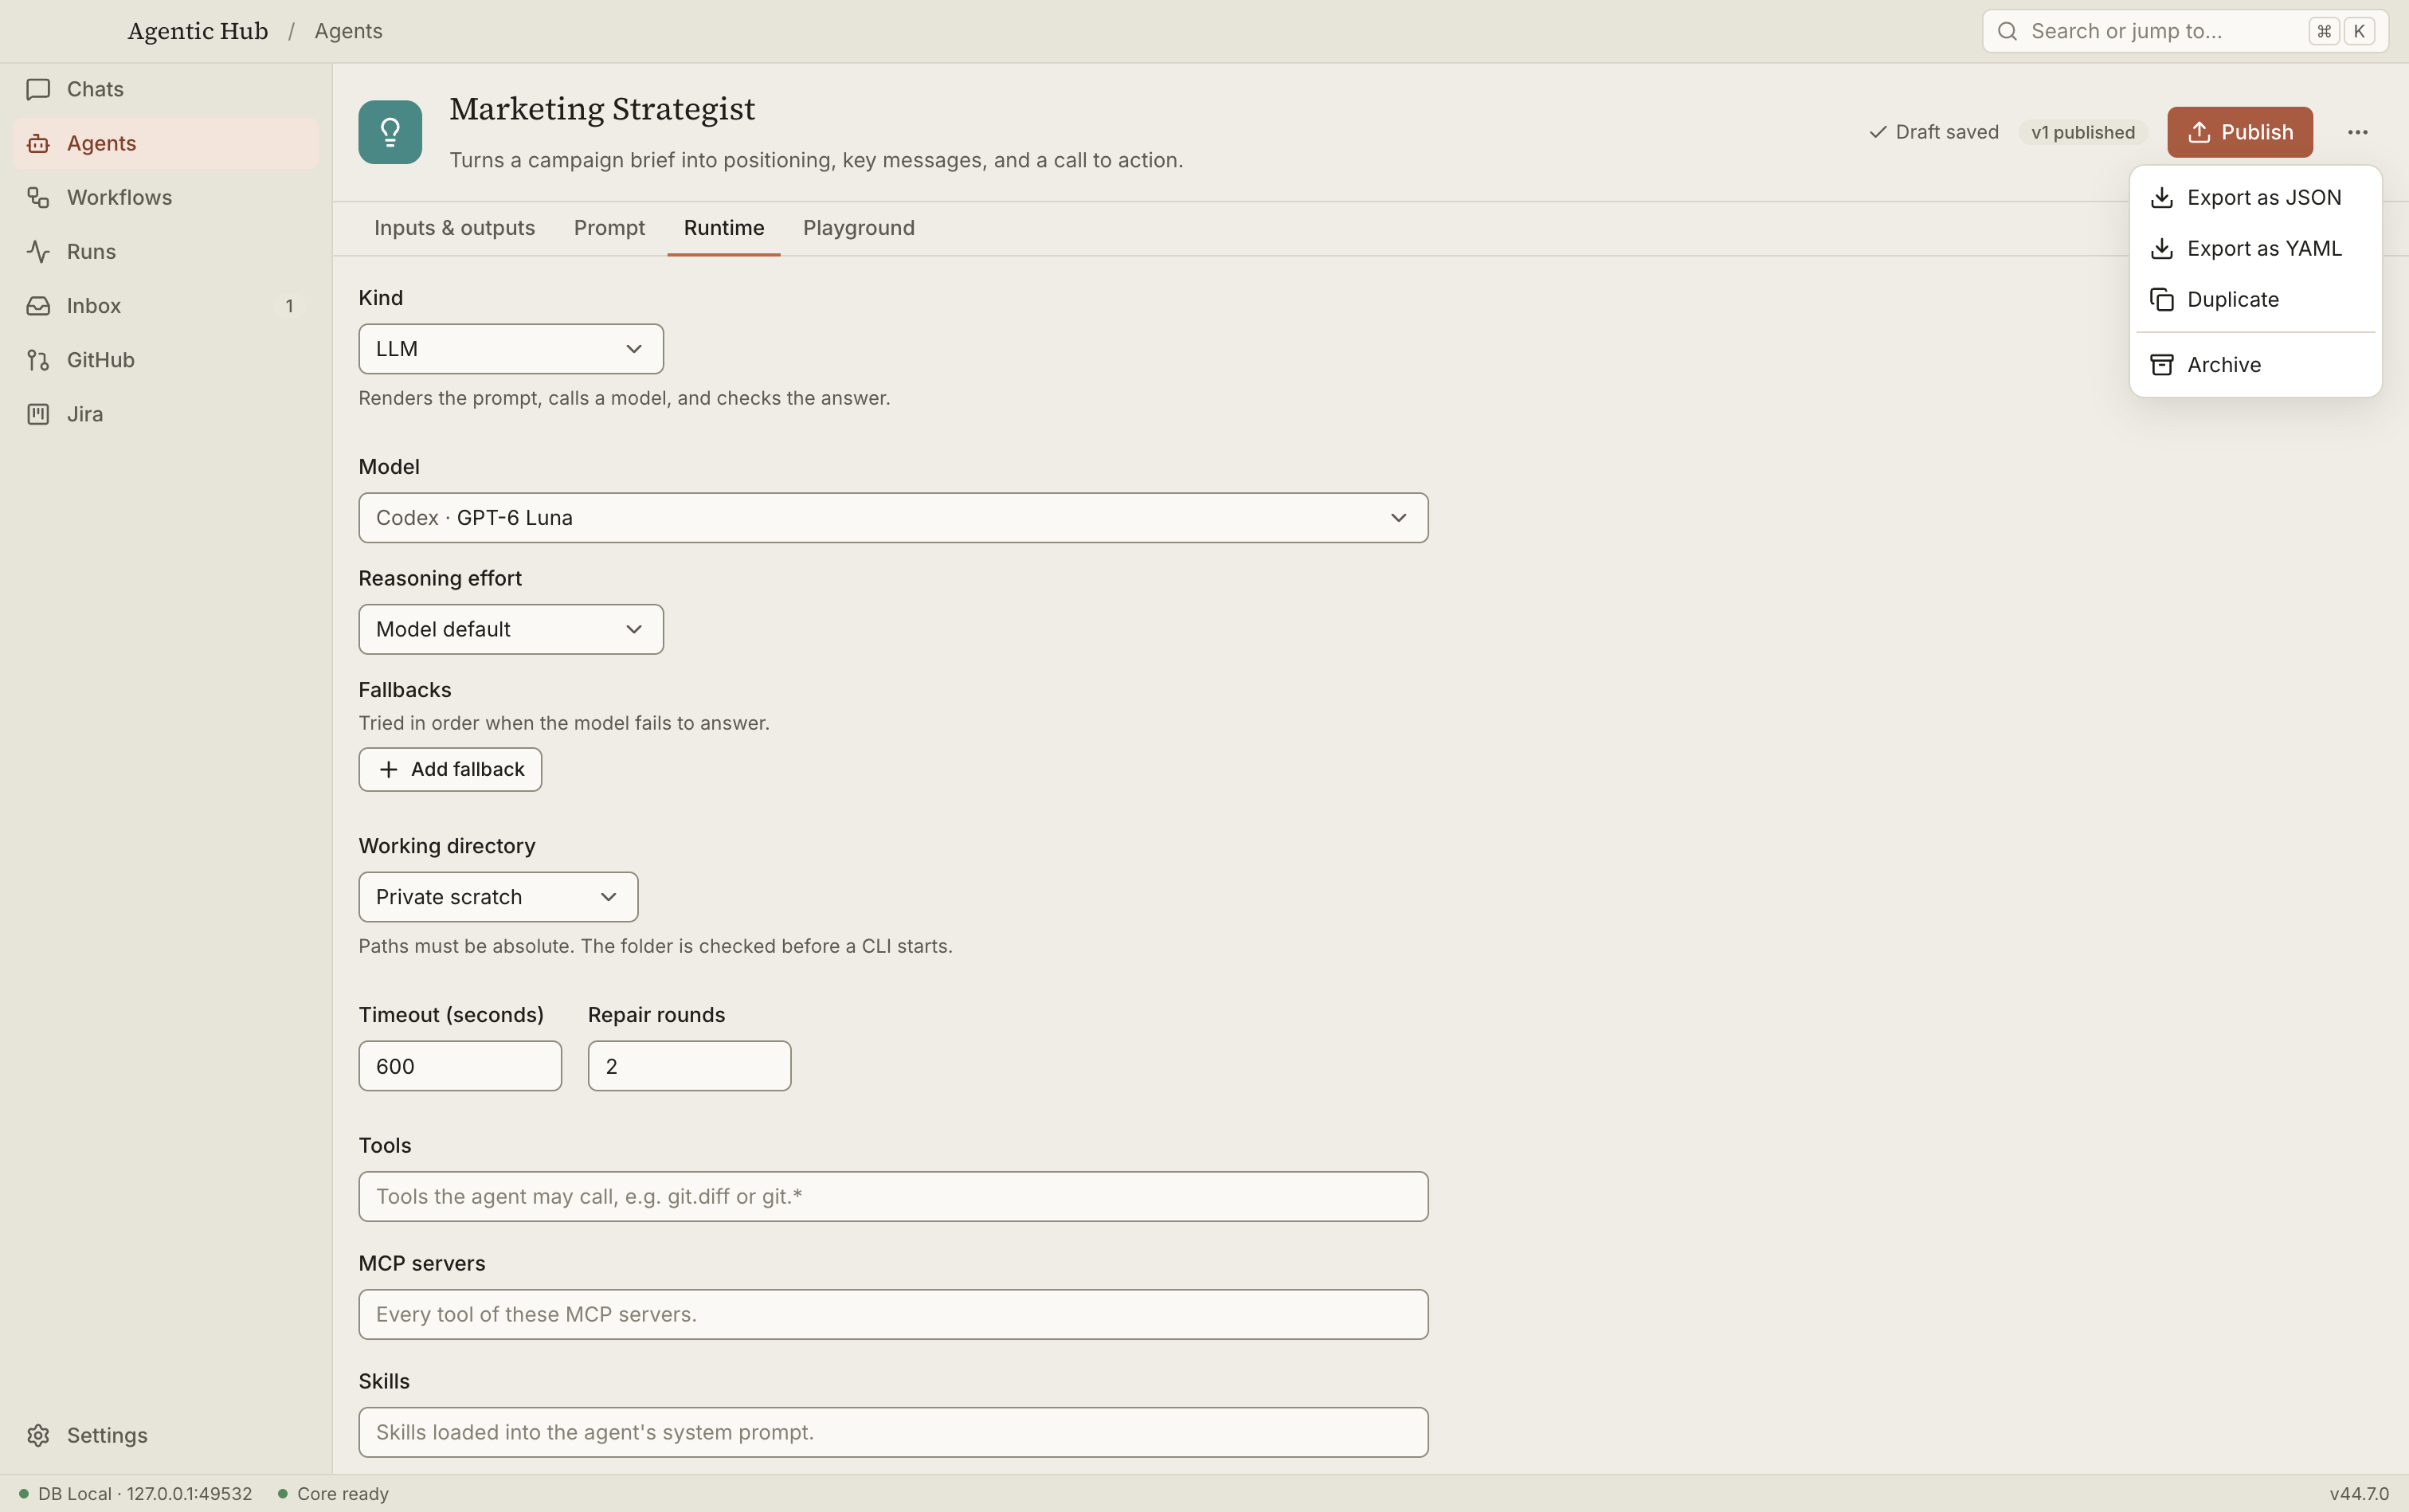 Agentic Hub / Agents
Search or jump to... ⌘ K
Chats
Agents
Workflows
Runs
Inbox 1
GitHub
Jira
Settings
Marketing Strategist
Turns a campaign brief into positioning, key messages, and a call to action.
Draft saved
v1 published
Publish
Export as JSON
Export as YAML
Duplicate
Archive
Inputs & outputs Prompt Runtime Playground
Kind
LLM
Renders the prompt, calls a model, and checks the answer.
Model
Codex · GPT-6 Luna
Reasoning effort
Model default
Fallbacks
Tried in order when the model fails to answer.
Add fallback
Working directory
Private scratch
Paths must be absolute. The folder is checked before a CLI starts.
Timeout (seconds) Repair rounds
600 2
Tools
Tools the agent may call, e.g. git.diff or git.*
MCP servers
Every tool of these MCP servers.
Skills
Skills loaded into the agent's system prompt.
DB Local · 127.0.0.1:49532 Core ready v44.7.0